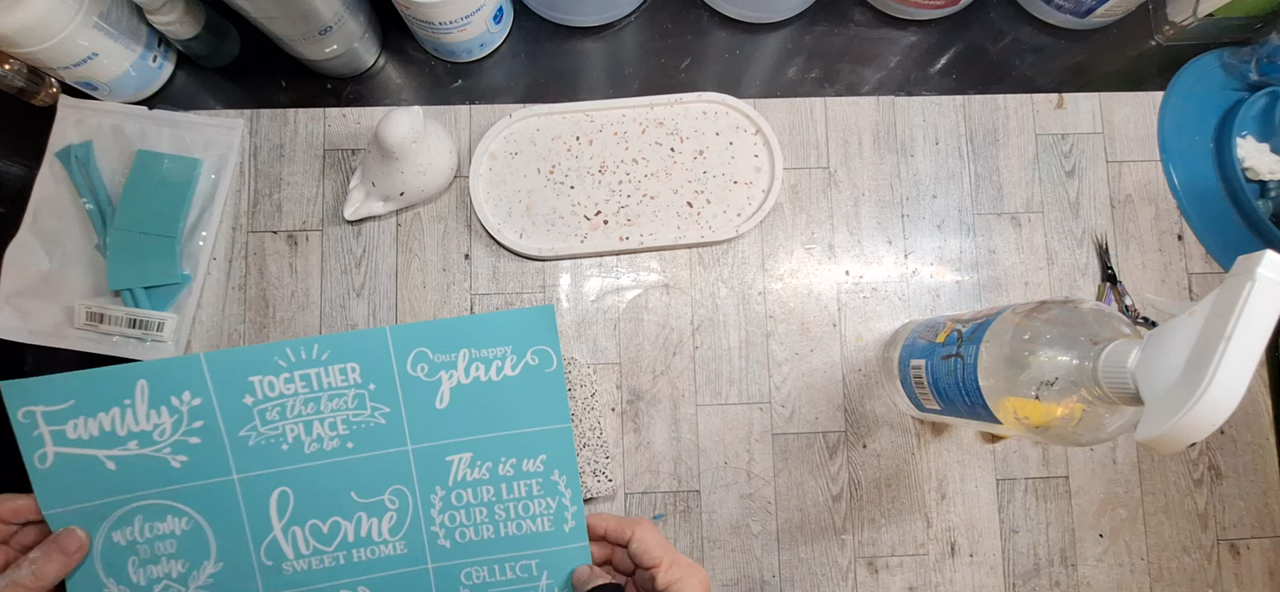 WIPES
ELECTRONIC
Family
TOGETHER
is the best
PLACE
to be
Our happy
place
welcome
TO OUR
home
home
SWEET HOME
This is us
OUR LIFE
OUR STORY
OUR HOME
COLLECT